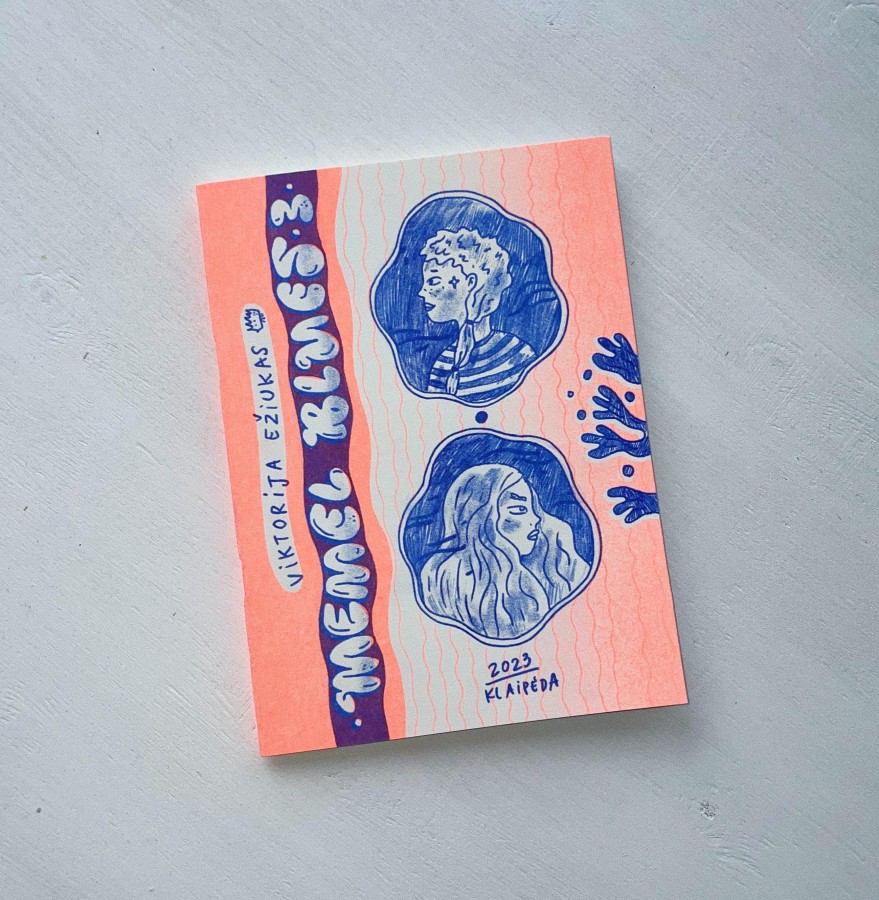 VIKTORIJA EŽIUKAS
·MEMEL BLUES·3·
2023
KLAIPĖDA